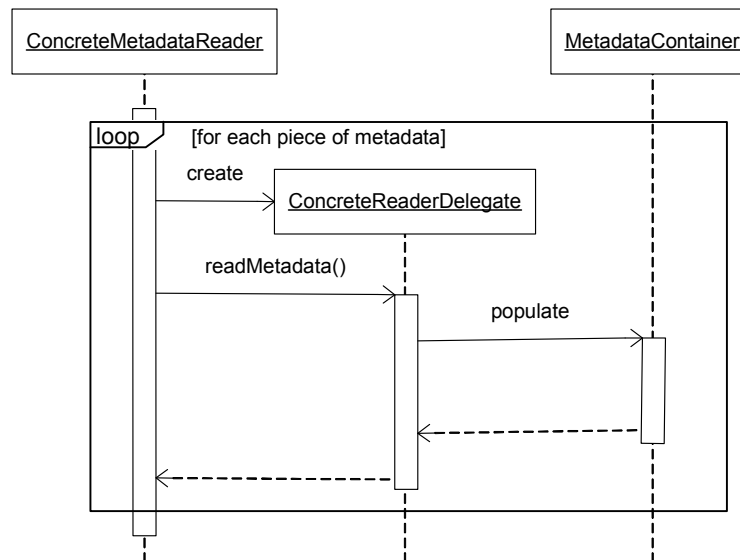 ConcreteMetadataReader
MetadataContainer
loop
[for each piece of metadata]
create
ConcreteReaderDelegate
readMetadata()
populate